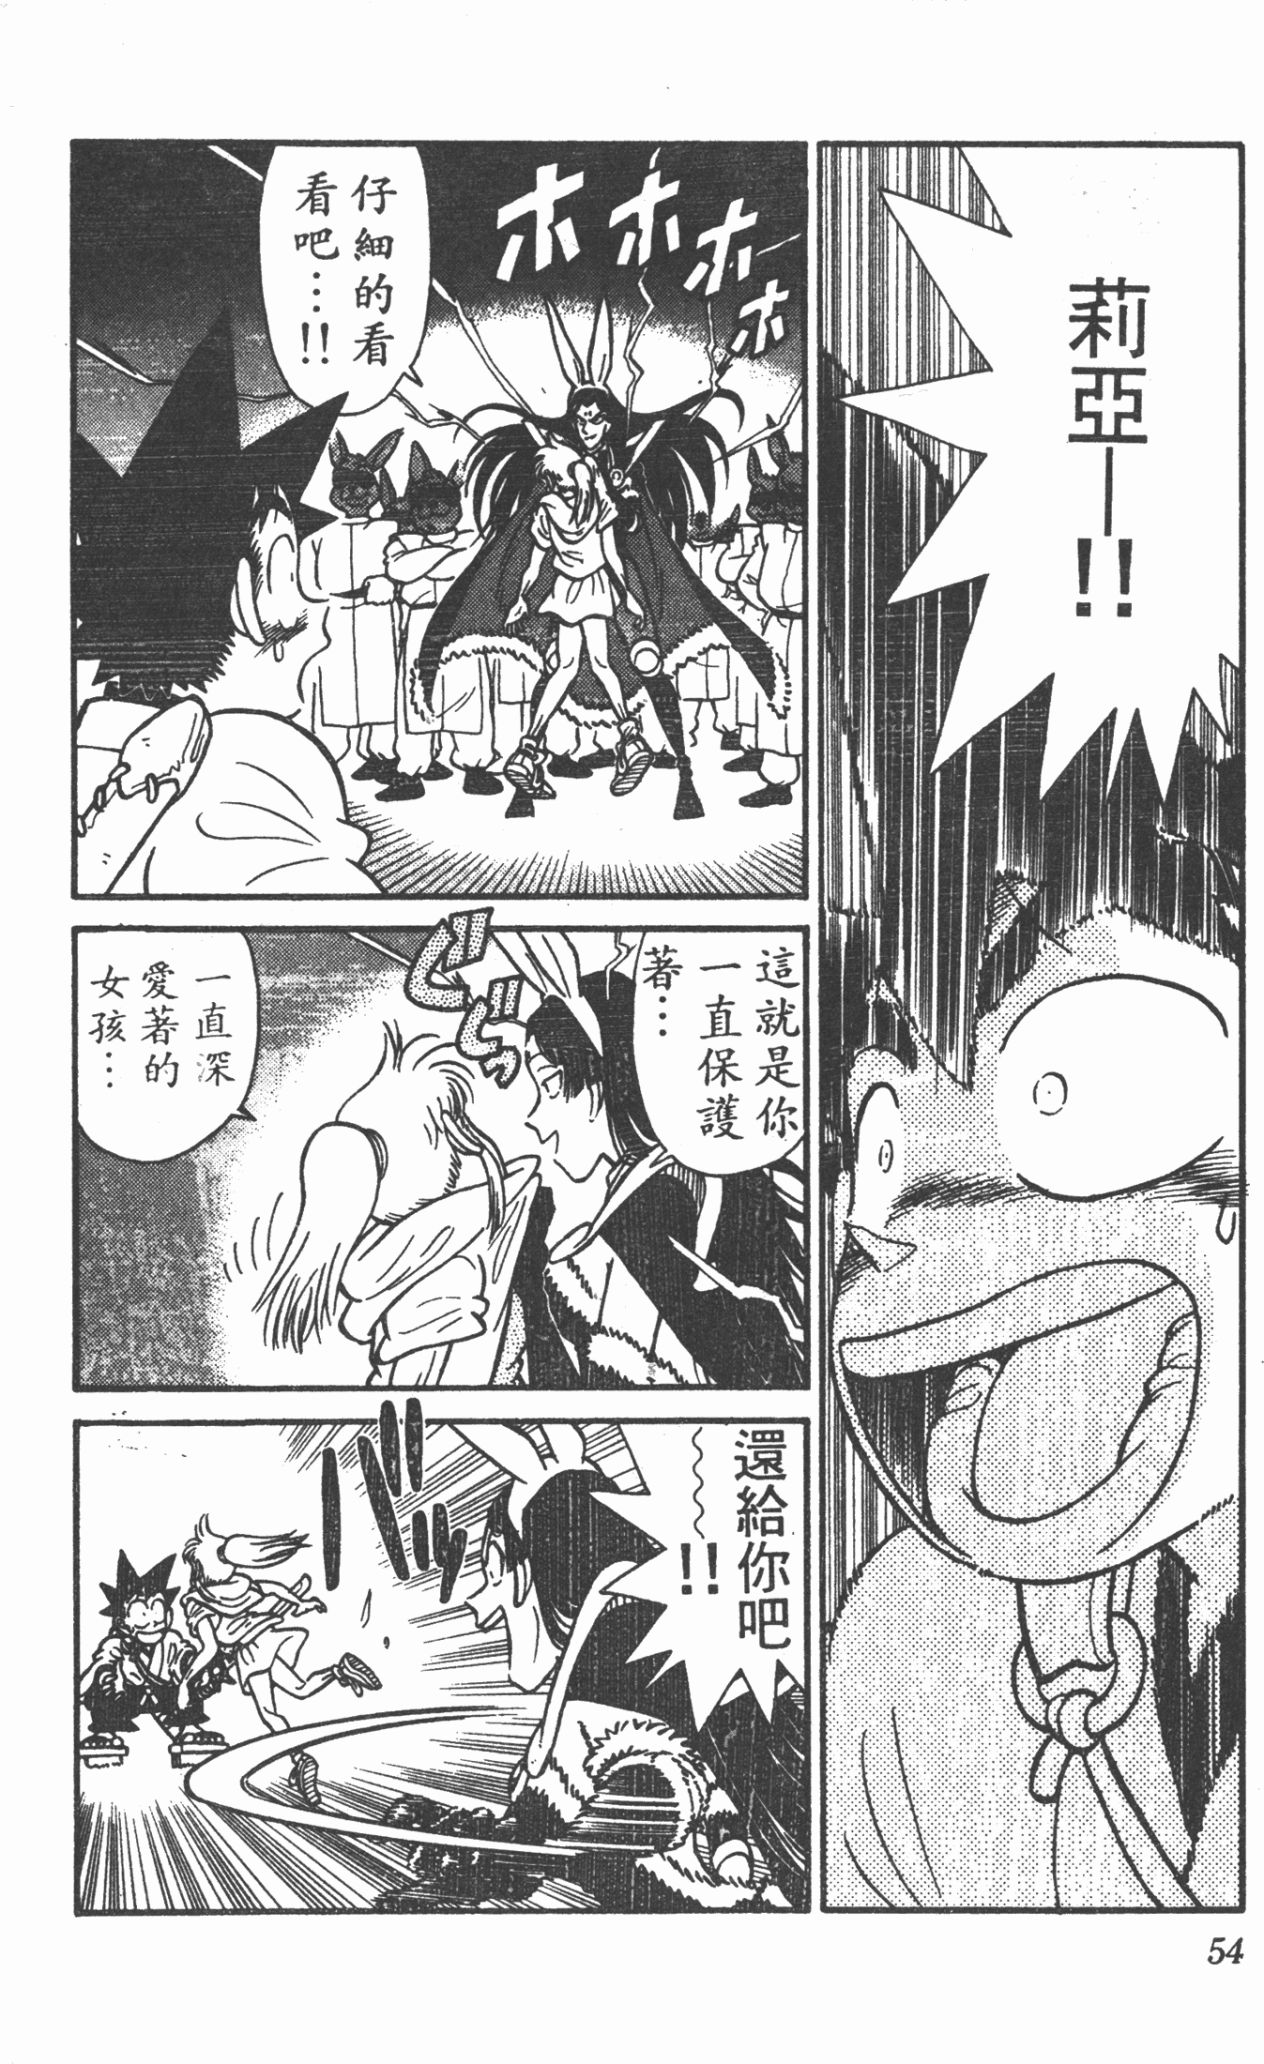 莉亞—!!
ホホホホ
仔細的看
看吧…!!
這就是你
一直保護
著…
一直深
愛著的
女孩…
還給你吧
～～!!
54